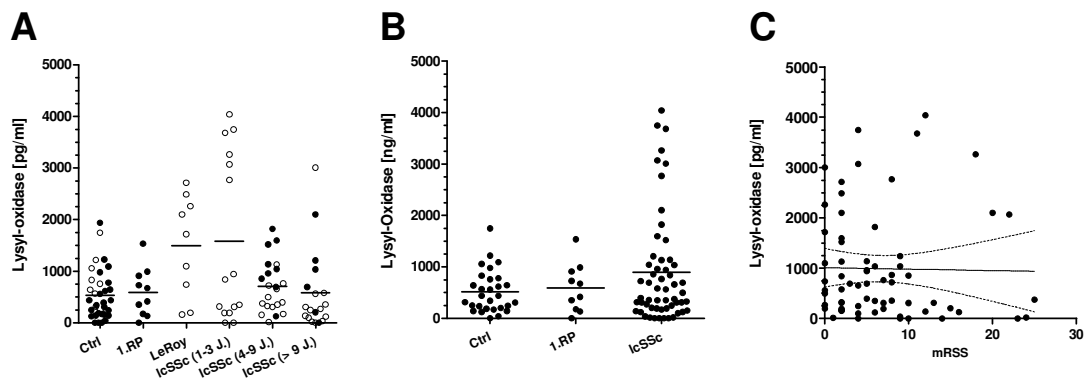 A
B
C
Lysyl-oxidase [pg/ml]
5000
4000
3000
2000
1000
0
Ctrl
1.RP
LeRoy
lcSSc (1-3 J.)
lcSSc (4-9 J.)
lcSSc (> 9 J.)
Lysyl-Oxidase [ng/ml]
5000
4000
3000
2000
1000
0
Ctrl
1.RP
lcSSc
Lysyl-oxidase [pg/ml]
5000
4000
3000
2000
1000
0
0
10
20
30
mRSS